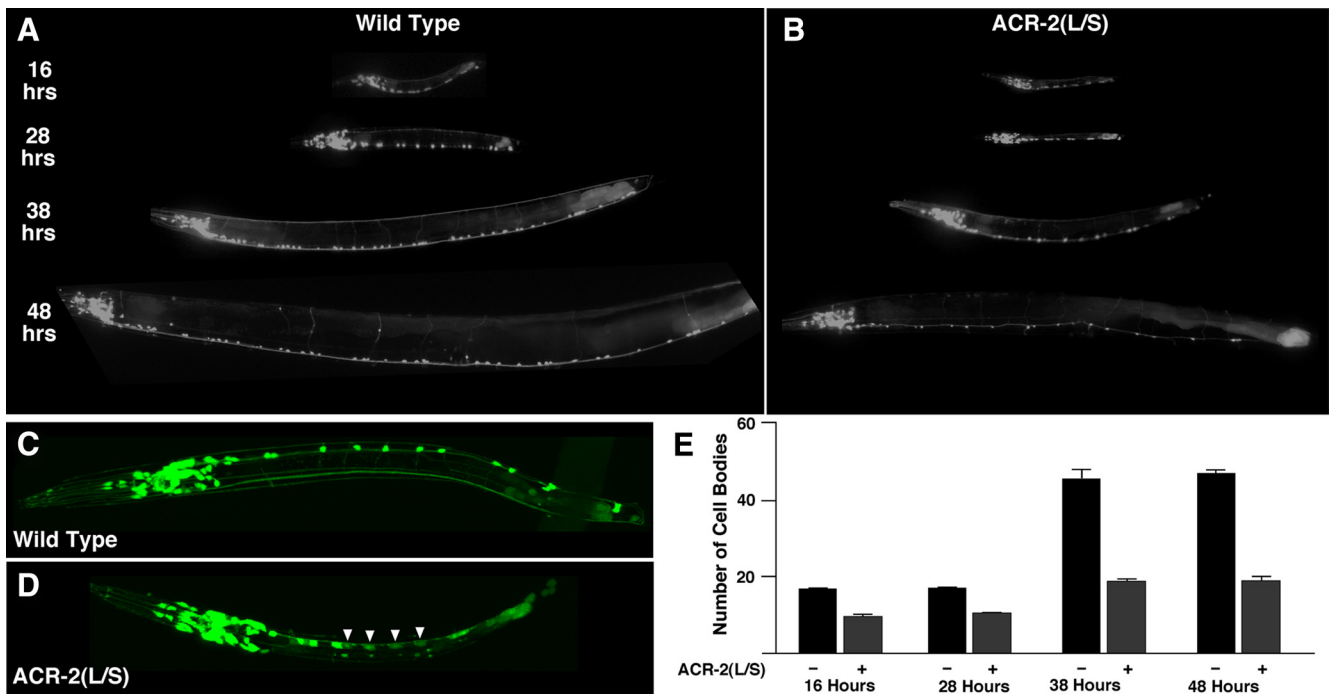 A
Wild Type
16
hrs
28
hrs
38
hrs
48
hrs
B
ACR-2(L/S)
C
Wild Type
D
ACR-2(L/S)
E
Number of Cell Bodies
60
40
20
ACR-2(L/S) − + − + − + − +
16 Hours 28 Hours 38 Hours 48 Hours